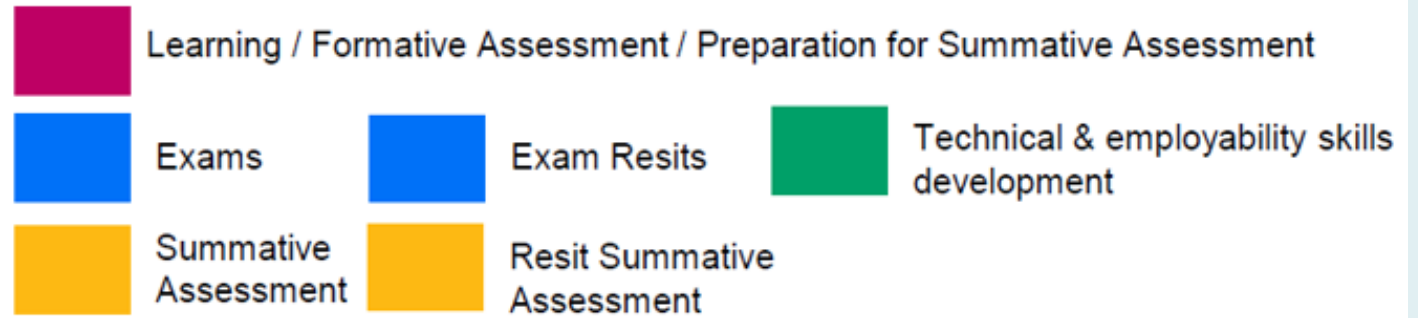 Learning / Formative Assessment / Preparation for Summative Assessment
Exams
Exam Resits
Technical & employability skills
development
Summative
Assessment
Resit Summative
Assessment